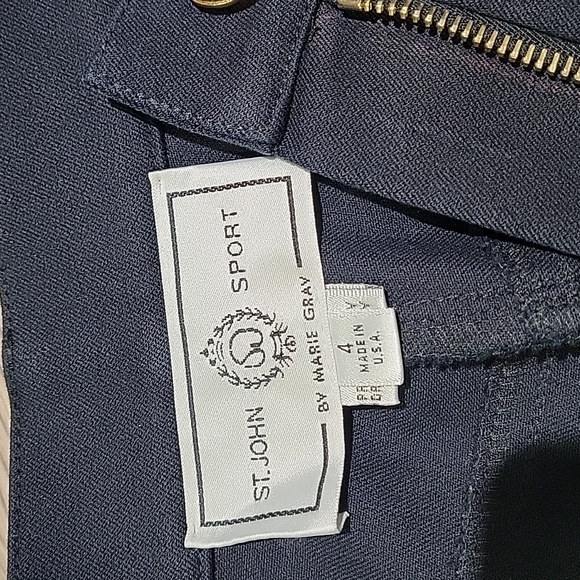 ST. JOHN SPORT
BY MARIE GRAY
4
MADE IN
U.S.A.